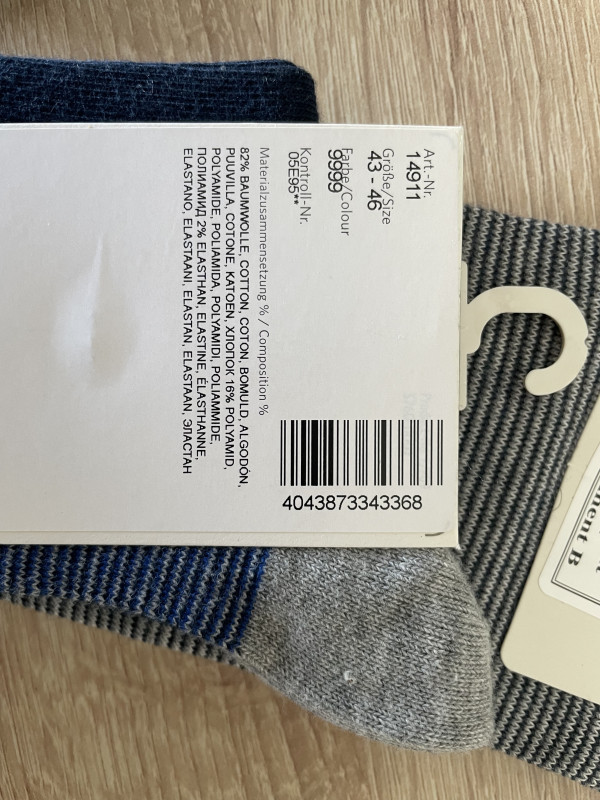 Art.-Nr.
14911
Größe/Size
43 - 46
Farbe/Colour
9999
Kontroll-Nr.
05E95**
Materialzusammensetzung % / Composition %
82% BAUMWOLLE, COTTON, COTON, BOMULD, ALGODÓN,
PUUVILLA, COTONE, KATOEN, ХЛОПОК 16% POLYAMID,
POLYAMIDE, POLIAMIDA, POLYAMIDI, POLIAMMIDE,
ПОЛИАМИД 2% ELASTHAN, ELASTINE, ÉLASTHANNE,
ELASTANO, ELASTAANI, ELASTAN, ELASTAAN, ЭЛАСТАН
4043873343368